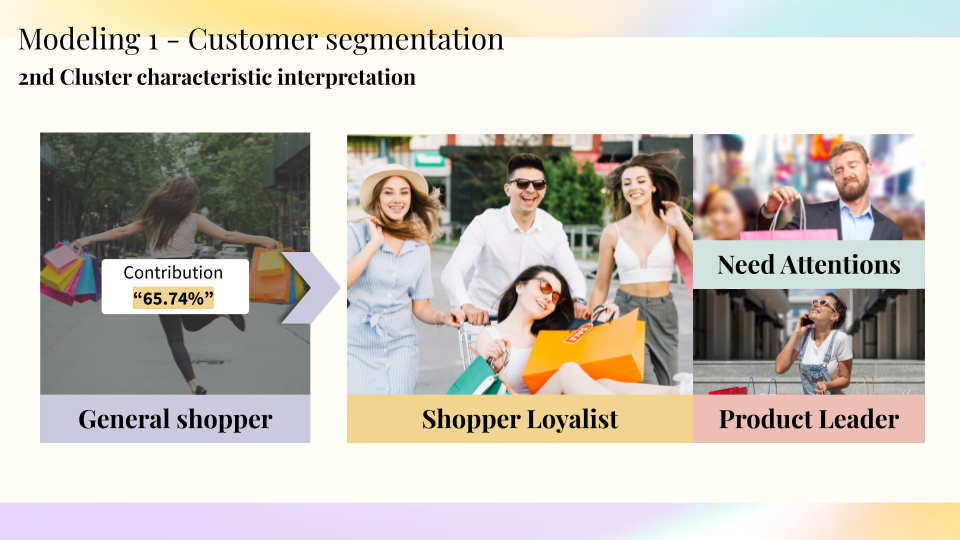 Modeling 1 - Customer segmentation
2nd Cluster characteristic interpretation
Contribution
“65.74%”
General shopper
Shopper Loyalist
Need Attentions
Product Leader